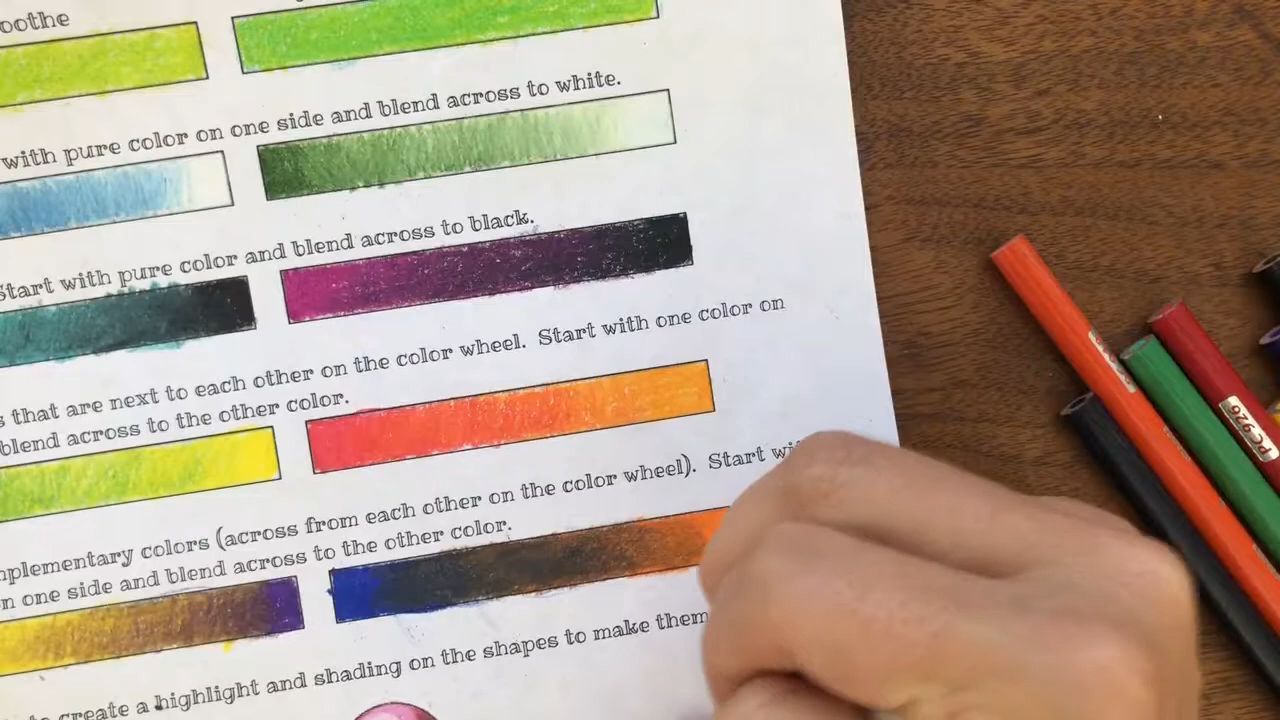 oothe
with pure color on one side and blend across to white.
Start with pure color and blend across to black.
s that are next to each other on the color wheel. Start with one color on
blend across to the other color.
mplementary colors (across from each other on the color wheel). Start
n one side and blend across to the other color.
to create a highlight and shading on the shapes to make them
PC926